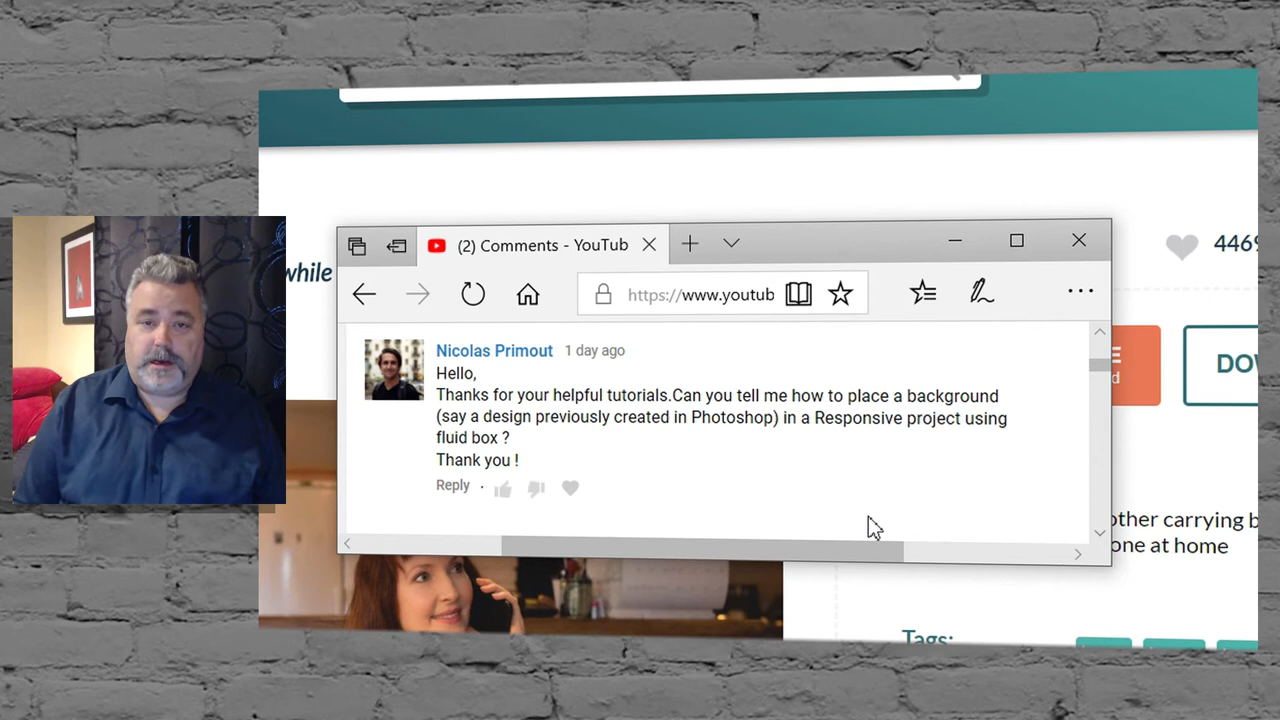 while
(2) Comments - YouTube
https://www.youtub
4469
Nicolas Primout 1 day ago
Hello,
Thanks for your helpful tutorials.Can you tell me how to place a background
(say a design previously created in Photoshop) in a Responsive project using
fluid box ?
Thank you !
Reply
DO
other carrying b
one at home
Tags: